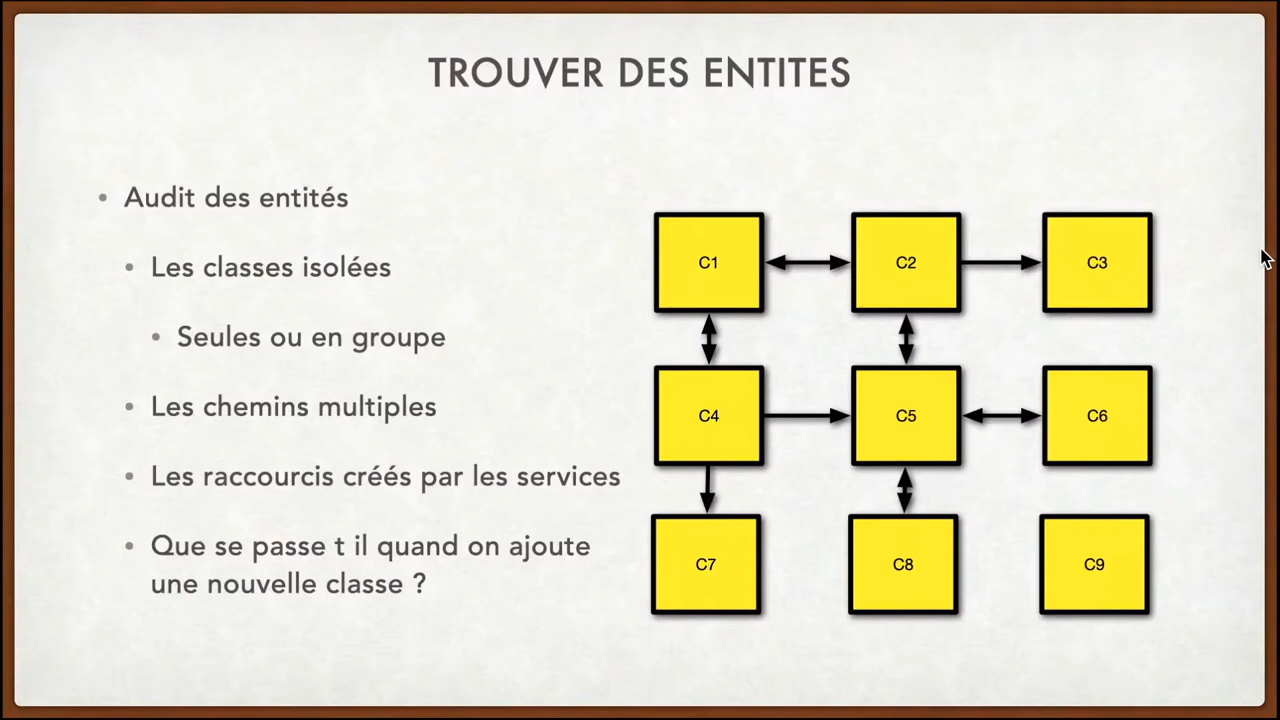 TROUVER DES ENTITES
• Audit des entités
• Les classes isolées
• Seules ou en groupe
• Les chemins multiples
• Les raccourcis créés par les services
• Que se passe t il quand on ajoute
une nouvelle classe ?
C1
C2
C3
C4
C5
C6
C7
C8
C9